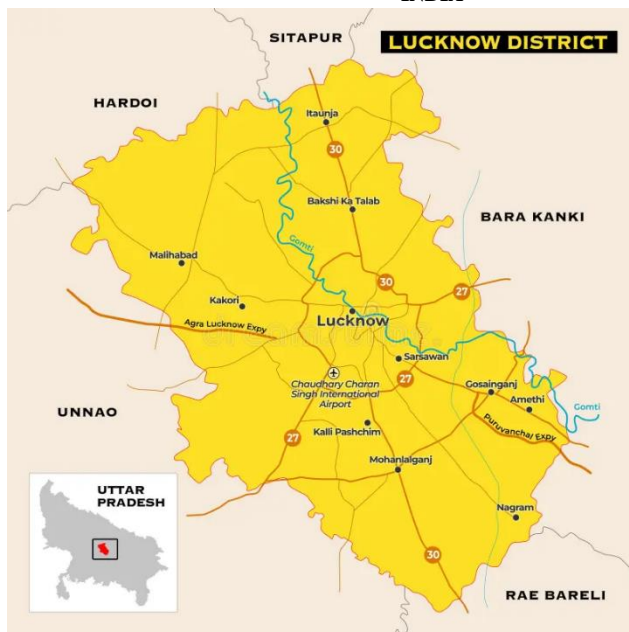 INDIA
SITAPUR
LUCKNOW DISTRICT
HARDOI
Itaunja
30
Bakshi Ka Talab
BARA KANKI
Gomti
Malihabad
30
27
Kakori
Lucknow
Agra Lucknow Expy
Sarsawan
Chaudhary Charan
Singh International
Airport
27
Gosainganj
Amethi
Gomti
UNNAO
Puruvanchal Expy
Kalli Pashchim
27
Mohanlalganj
UTTAR
PRADESH
Nagram
30
RAE BARELI